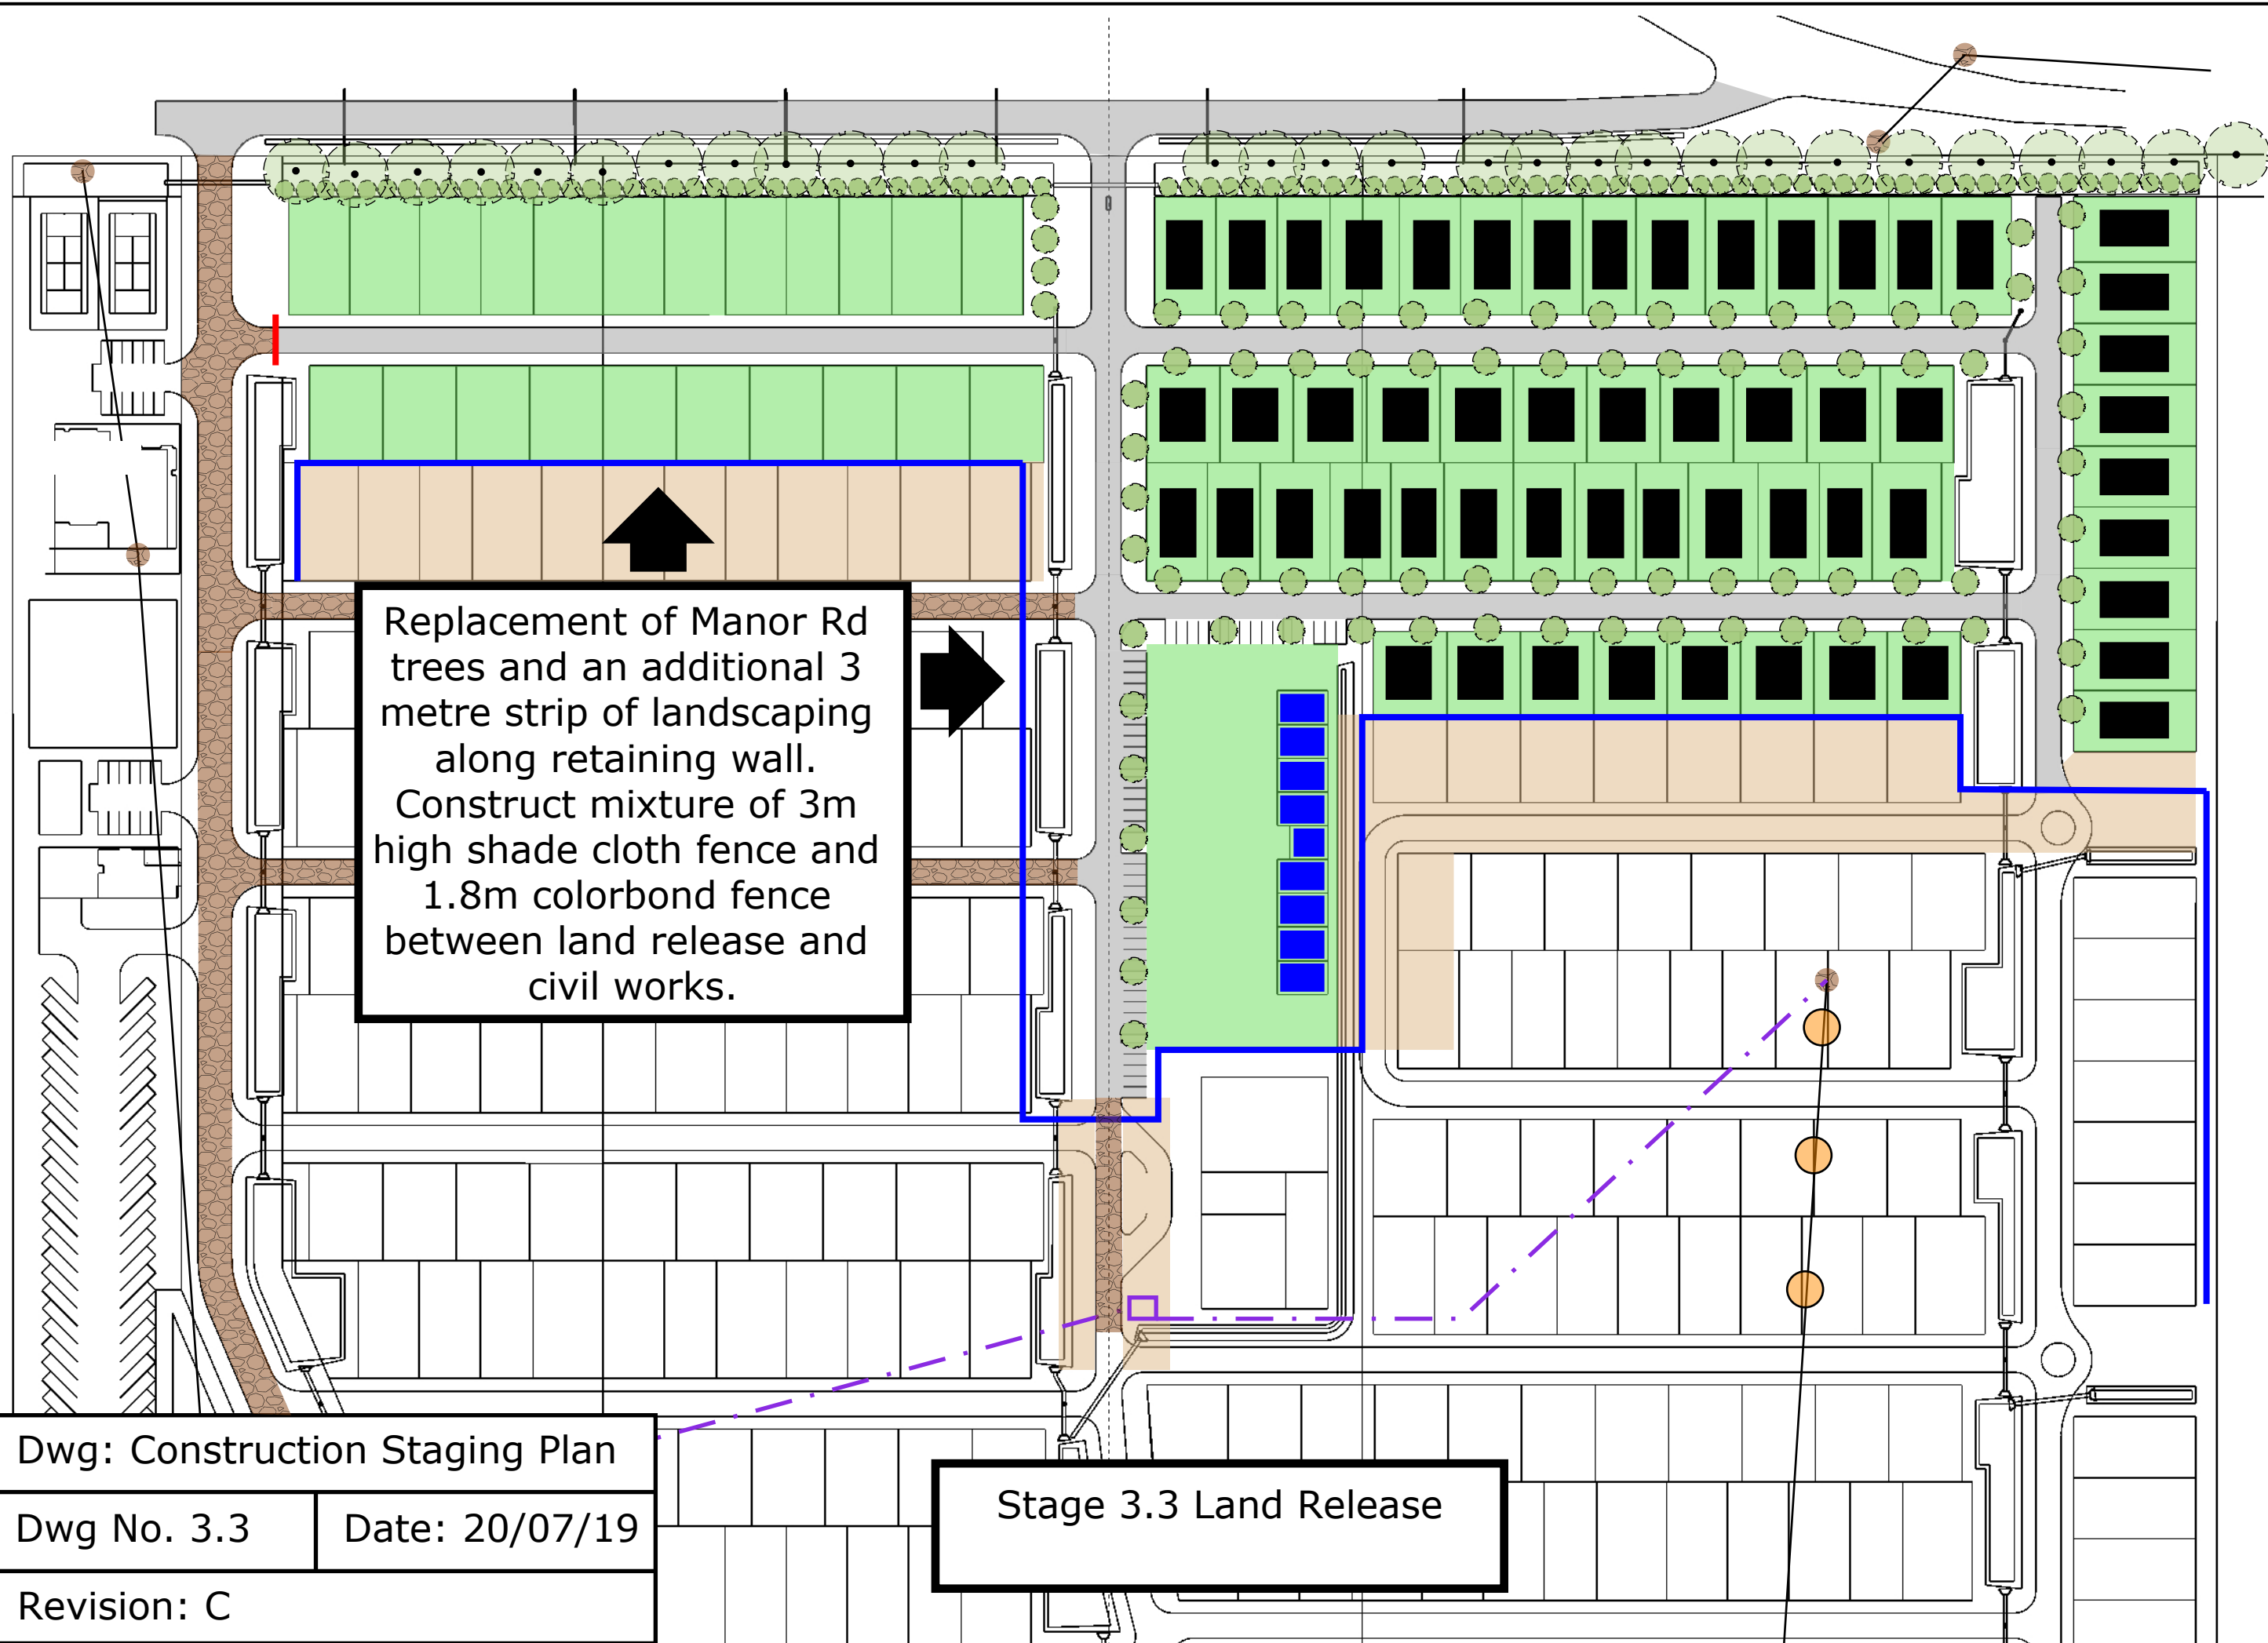 Replacement of Manor Rd
trees and an additional 3
metre strip of landscaping
along retaining wall.
Construct mixture of 3m
high shade cloth fence and
1.8m colorbond fence
between land release and
civil works.
Dwg: Construction Staging Plan
Dwg No. 3.3
Date: 20/07/19
Revision: C
Stage 3.3 Land Release